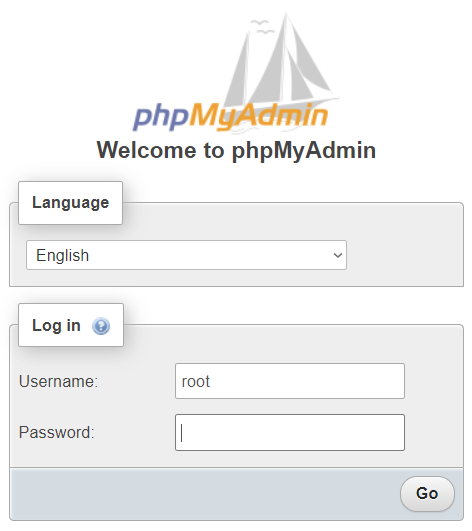 phpMyAdmin
Welcome to phpMyAdmin
Language
English
Log in
Username: root
Password:
Go